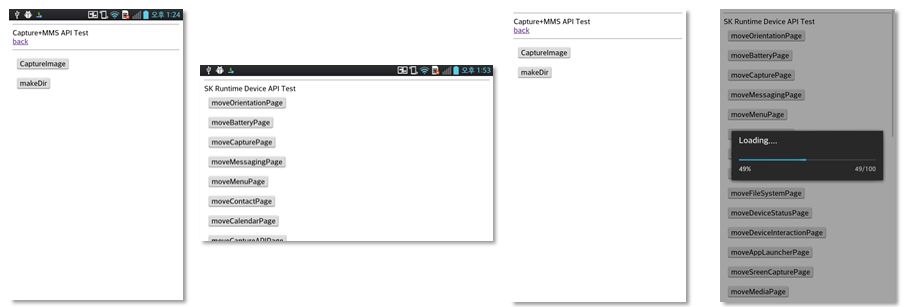 오후 1:24
Capture+MMS API Test
back
CaptureImage
makeDir
오후 1:53
SK Runtime Device API Test
moveOrientationPage
moveBatteryPage
moveCapturePage
moveMessagingPage
moveMenuPage
moveContactPage
moveCalendarPage
moveCaptureAPIPage
Capture+MMS API Test
back
CaptureImage
makeDir
SK Runtime Device API Test
moveOrientationPage
moveBatteryPage
moveCapturePage
moveMessagingPage
moveMenuPage
Loading....
49%
49/100
moveFileSystemPage
moveDeviceStatusPage
moveDeviceInteractionPage
moveAppLauncherPage
moveSreenCapturePage
moveMediaPage